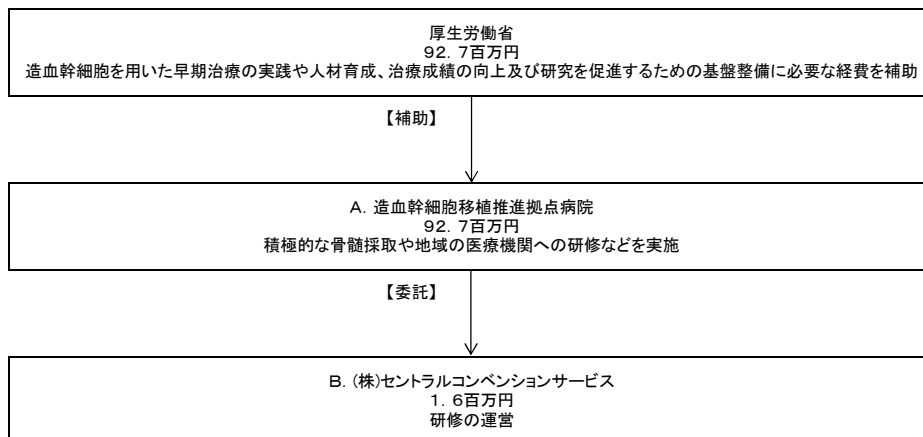 厚生労働省
92．7百万円
造血幹細胞を用いた早期治療の実践や人材育成、治療成績の向上及び研究を促進するための基盤整備に必要な経費を補助
【補助】
A．造血幹細胞移植推進拠点病院
92．7百万円
積極的な骨髄採取や地域の医療機関への研修などを実施
【委託】
B．（株）セントラルコンベンションサービス
1．6百万円
研修の運営